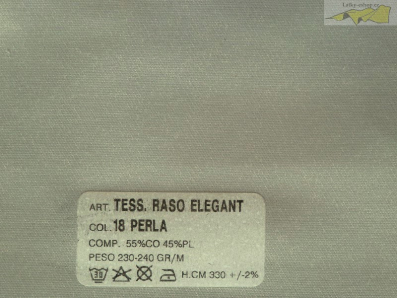 ART. TESS. RASO ELEGANT
COL. 18 PERLA
COMP. 55%CO 45%PL
PESO 230-240 GR/M
30 H.CM 330 +/-2%